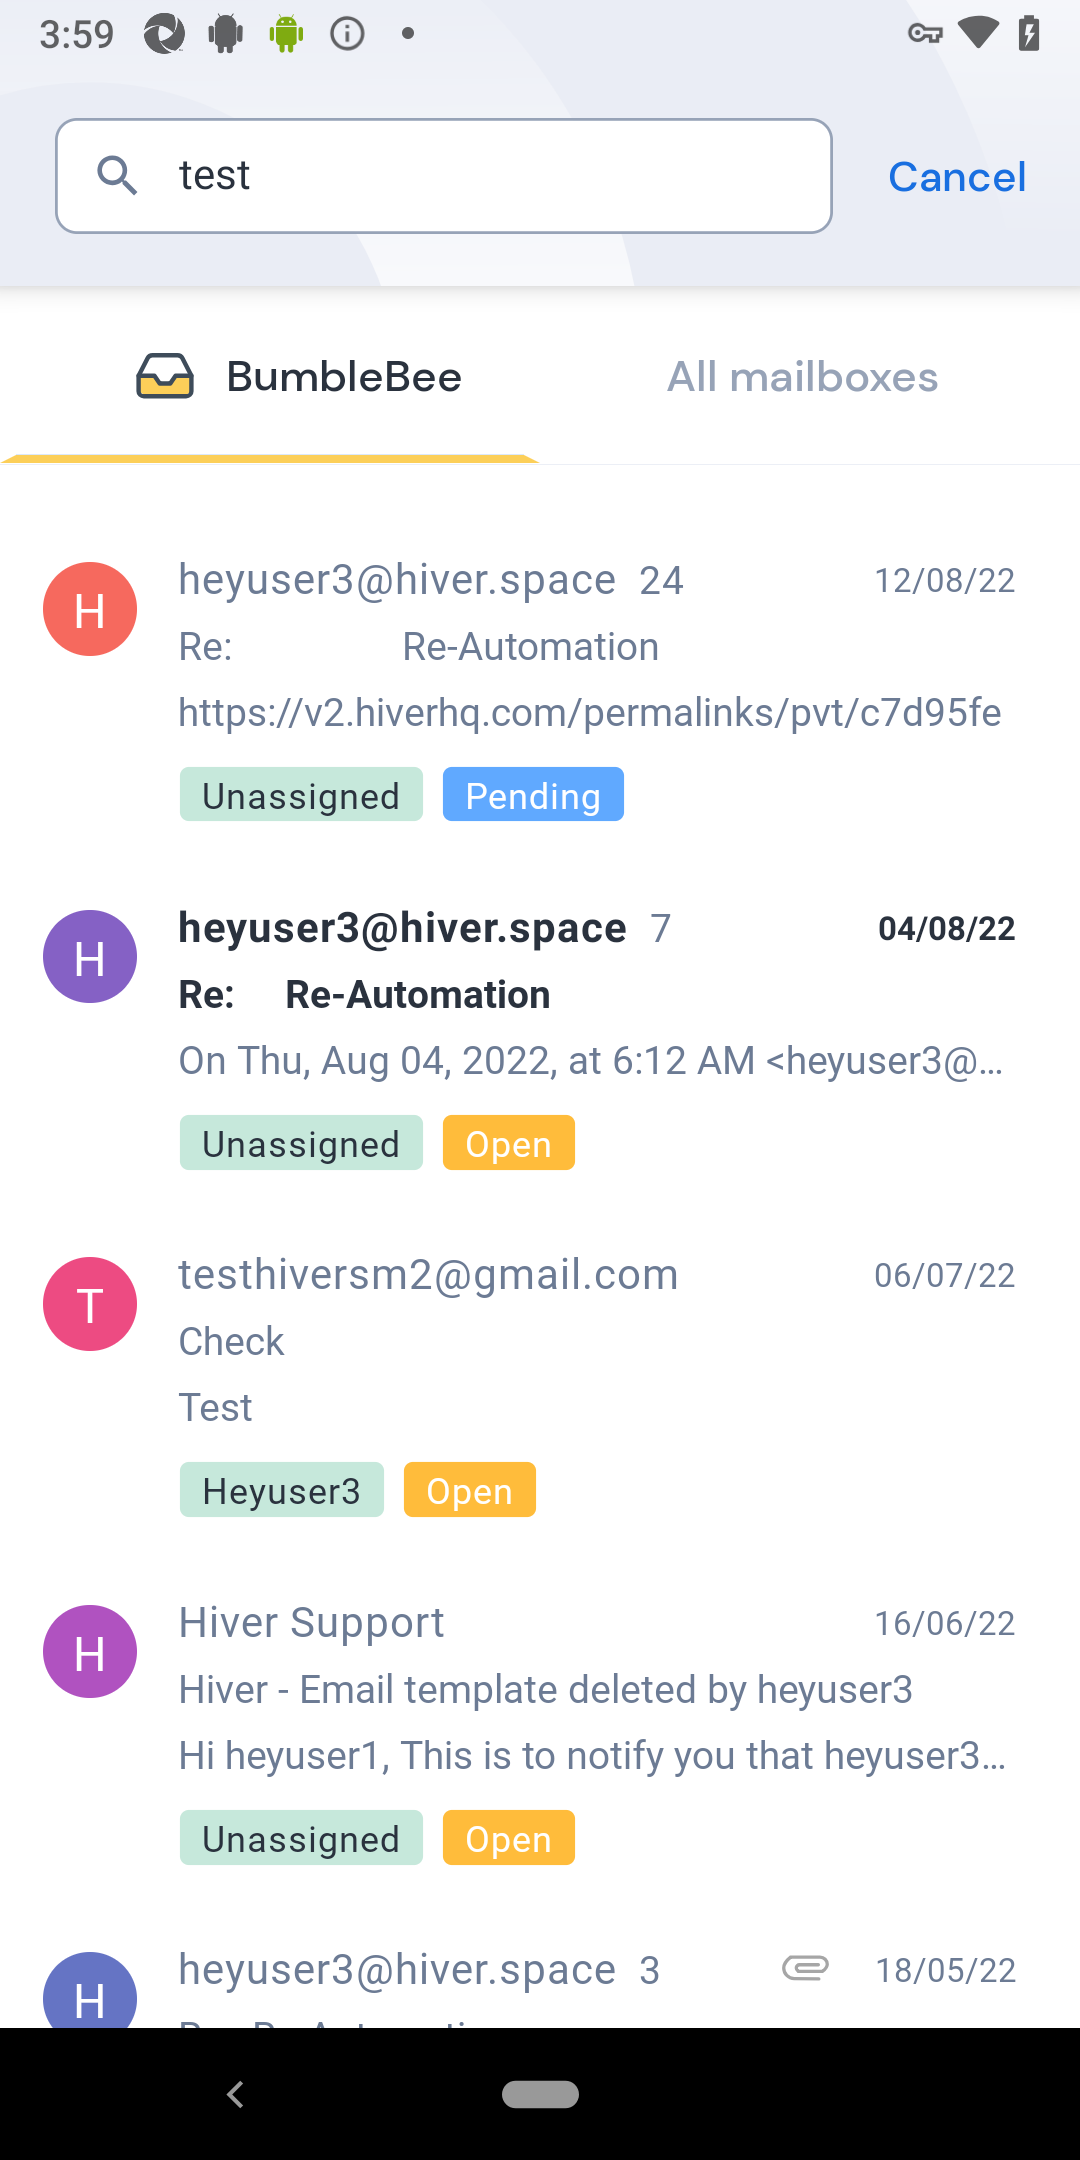 3:59
test
Cancel
BumbleBee
All mailboxes
H
heyuser3@hiver.space 24
12/08/22
Re: Re-Automation
https://v2.hiverhq.com/permalinks/pvt/c7d95fe
Unassigned
Pending
H
heyuser3@hiver.space 7
04/08/22
Re: Re-Automation
On Thu, Aug 04, 2022, at 6:12 AM <heyuser3@...
Unassigned
Open
T
testhiversm2@gmail.com
06/07/22
Check
Test
Heyuser3
Open
H
Hiver Support
16/06/22
Hiver - Email template deleted by heyuser3
Hi heyuser1, This is to notify you that heyuser3...
Unassigned
Open
H
heyuser3@hiver.space 3
18/05/22